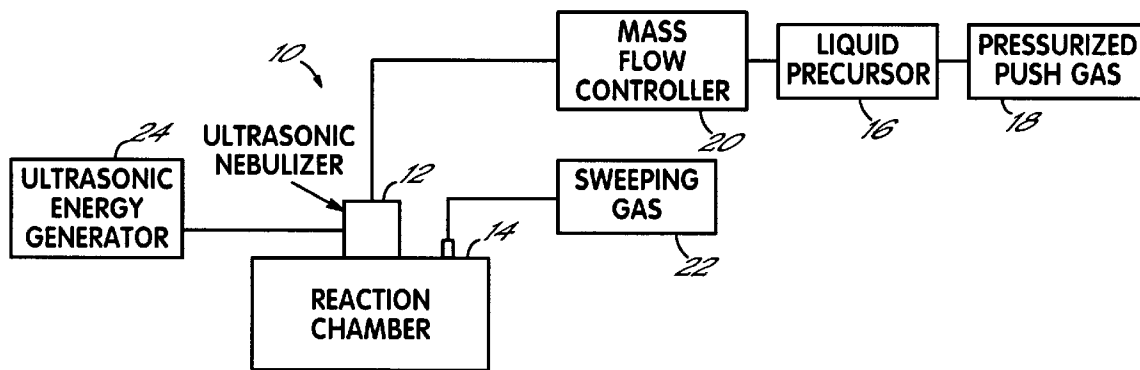 10
MASS
FLOW
CONTROLLER
20
LIQUID
PRECURSOR
16
PRESSURIZED
PUSH GAS
18
24
ULTRASONIC
ENERGY
GENERATOR
ULTRASONIC
NEBULIZER
12
SWEEPING
GAS
22
14
REACTION
CHAMBER